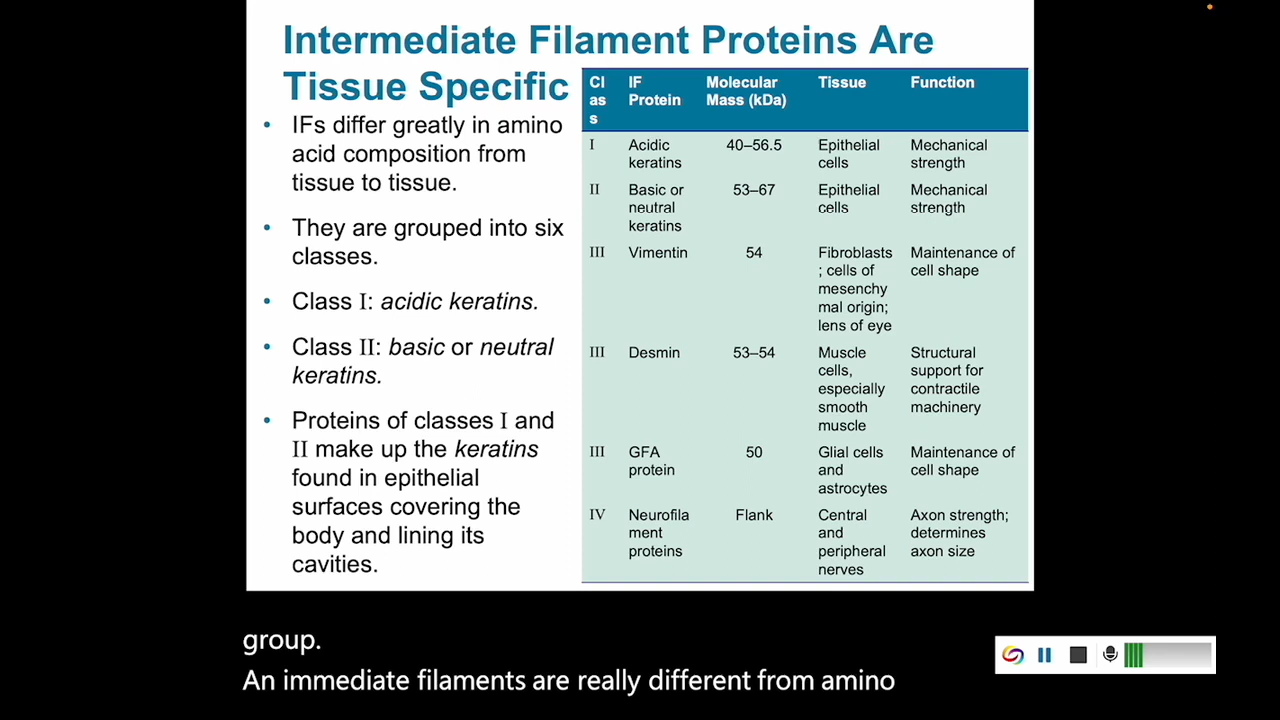 Intermediate Filament Proteins Are
Tissue Specific
• IFs differ greatly in amino
acid composition from
tissue to tissue.
• They are grouped into six
classes.
• Class I: acidic keratins.
• Class II: basic or neutral
keratins.
• Proteins of classes I and
II make up the keratins
found in epithelial
surfaces covering the
body and lining its
cavities.
Cl
as
s
IF
Protein
Molecular
Mass (kDa)
Tissue
Function
I
Acidic
keratins
40–56.5
Epithelial
cells
Mechanical
strength
II
Basic or
neutral
keratins
53–67
Epithelial
cells
Mechanical
strength
III
Vimentin
54
Fibroblasts
; cells of
mesenchy
mal origin;
lens of eye
Maintenance of
cell shape
III
Desmin
53–54
Muscle
cells,
especially
smooth
muscle
Structural
support for
contractile
machinery
III
GFA
protein
50
Glial cells
and
astrocytes
Maintenance of
cell shape
IV
Neurofila
ment
proteins
Flank
Central
and
peripheral
nerves
Axon strength;
determines
axon size
group.
An immediate filaments are really different from amino